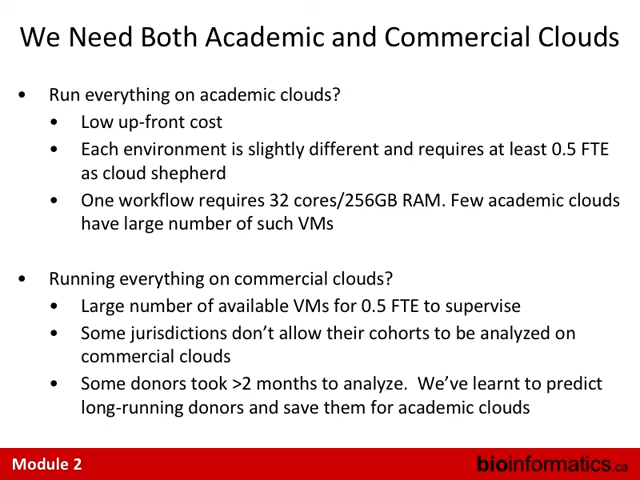 We Need Both Academic and Commercial Clouds
• Run everything on academic clouds?
• Low up-front cost
• Each environment is slightly different and requires at least 0.5 FTE
as cloud shepherd
• One workflow requires 32 cores/256GB RAM. Few academic clouds
have large number of such VMs
• Running everything on commercial clouds?
• Large number of available VMs for 0.5 FTE to supervise
• Some jurisdictions don't allow their cohorts to be analyzed on
commercial clouds
• Some donors took >2 months to analyze. We've learnt to predict
long-running donors and save them for academic clouds
Module 2
bioinformatics.ca